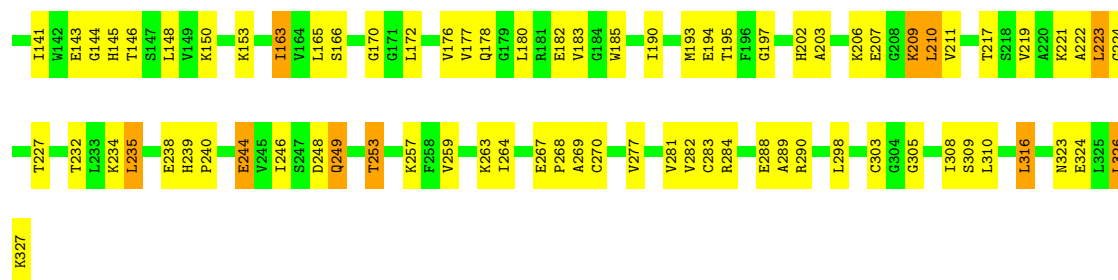 I141 W142 E143 G144 H145 T146 S147 L148 V149 K150 K153 I163 V164 L165 S166 G170 G171 L172 V176 V177 Q178 G179 L180 R181 E182 V183 G184 W185 I190 M193 E194 T195 F196 G197 H202 A203 K206 E207 G208 K209 L210 V211 T217 S218 V219 A220 K221 A222 L223
T227 T232 L233 K234 L235 E238 H239 P240 E244 V245 I246 S247 D248 Q249 T253 K257 F258 V259 K263 I264 E267 P268 A269 C270 V277 V281 V282 C283 R284 E288 A289 R290 L298 C303 G304 G305 I308 S309 L310 L316 N323 E324 L325 L326
K327